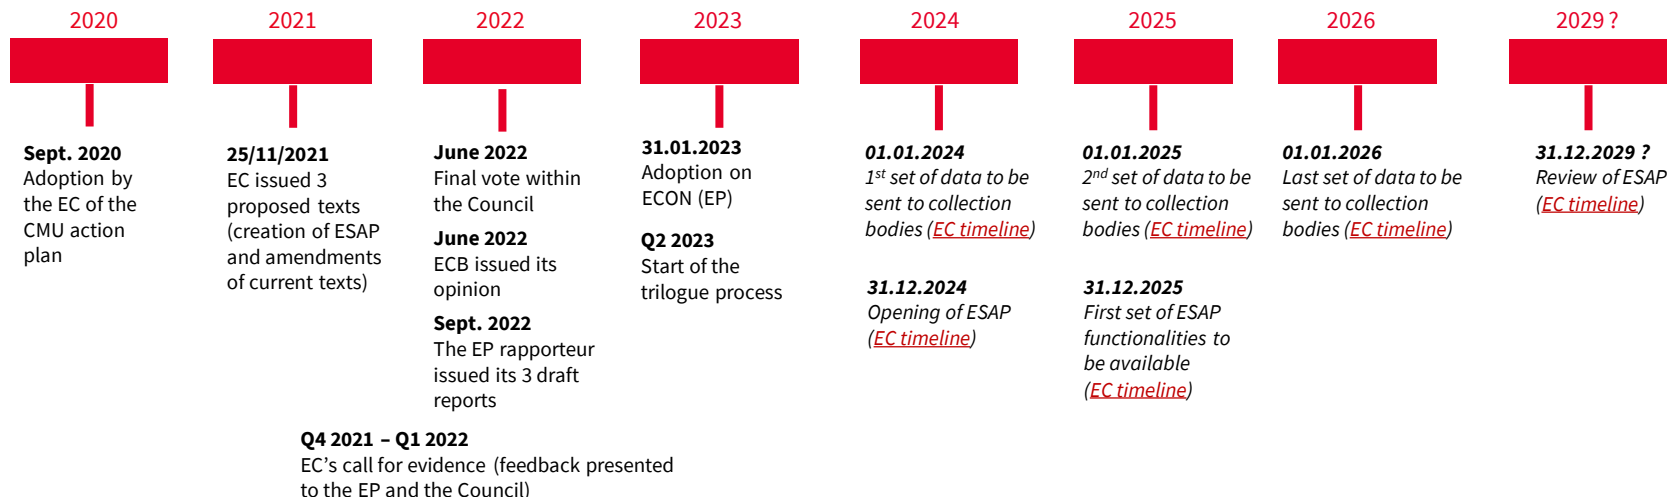 2020
2021
2022
2023
2024
2025
2026
2029 ?
Sept. 2020
Adoption by
the EC of the
CMU action
plan
25/11/2021
EC issued 3
proposed texts
(creation of ESAP
and amendments
of current texts)
June 2022
Final vote within
the Council
June 2022
ECB issued its
opinion
Sept. 2022
The EP rapporteur
issued its 3 draft
reports
Q4 2021 – Q1 2022
EC’s call for evidence (feedback presented
to the EP and the Council)
31.01.2023
Adoption on
ECON (EP)
Q2 2023
Start of the
trilogue process
01.01.2024
1st set of data to be
sent to collection
bodies (EC timeline)
31.12.2024
Opening of ESAP
(EC timeline)
01.01.2025
2nd set of data to be
sent to collection
bodies (EC timeline)
31.12.2025
First set of ESAP
functionalities to
be available
(EC timeline)
01.01.2026
Last set of data to be
sent to collection
bodies (EC timeline)
31.12.2029 ?
Review of ESAP
(EC timeline)